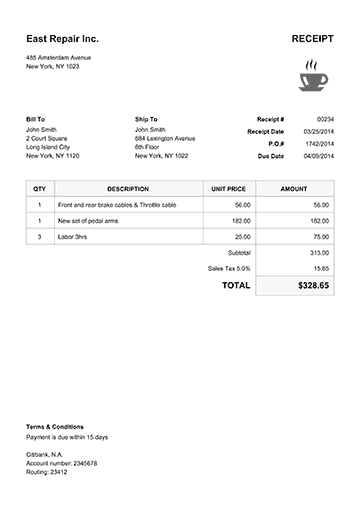 East Repair Inc.
RECEIPT
485 Amsterdam Avenue
New York, NY 1023
Bill To
John Smith
2 Court Square
Long Island City
New York, NY 1120
Ship To
John Smith
684 Lexington Avenue
6th Floor
New York, NY 1022
Receipt # 00234
Receipt Date 03/25/2014
P.O.# 1742/2014
Due Date 04/09/2014
QTY DESCRIPTION UNIT PRICE AMOUNT
1 Front and rear brake cables & Throttle cable 56.00 56.00
1 New set of pedal arms 182.00 182.00
3 Labor 3hrs 25.00 75.00
Subtotal 313.00
Sales Tax 5.0% 15.65
TOTAL $328.65
Terms & Conditions
Payment is due within 15 days
Citibank, N.A.
Account number: 2345678
Routing: 23412